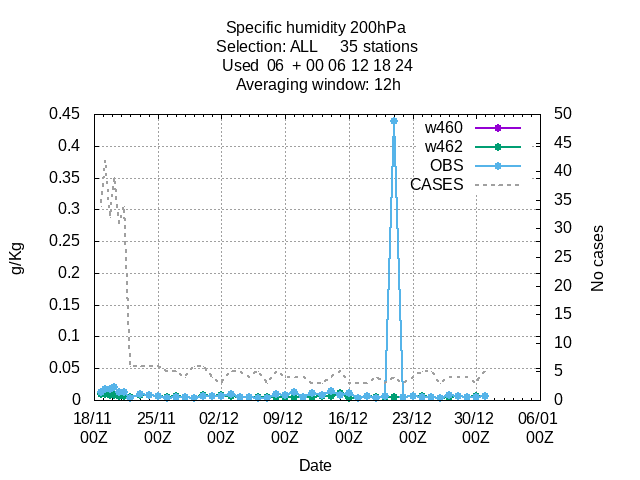 Specific humidity 200hPa
Selection: ALL     35 stations
Used  06  + 00 06 12 18 24
Averaging window: 12h
0.45
0.4
0.35
0.3
0.25
0.2
0.15
0.1
0.05
0
50
45
40
35
30
25
20
15
10
5
0
g/Kg
No cases
w460
w462
OBS
CASES
18/11 25/11 02/12 09/12 16/12 23/12 30/12 06/01
00Z 00Z 00Z 00Z 00Z 00Z 00Z 00Z
Date